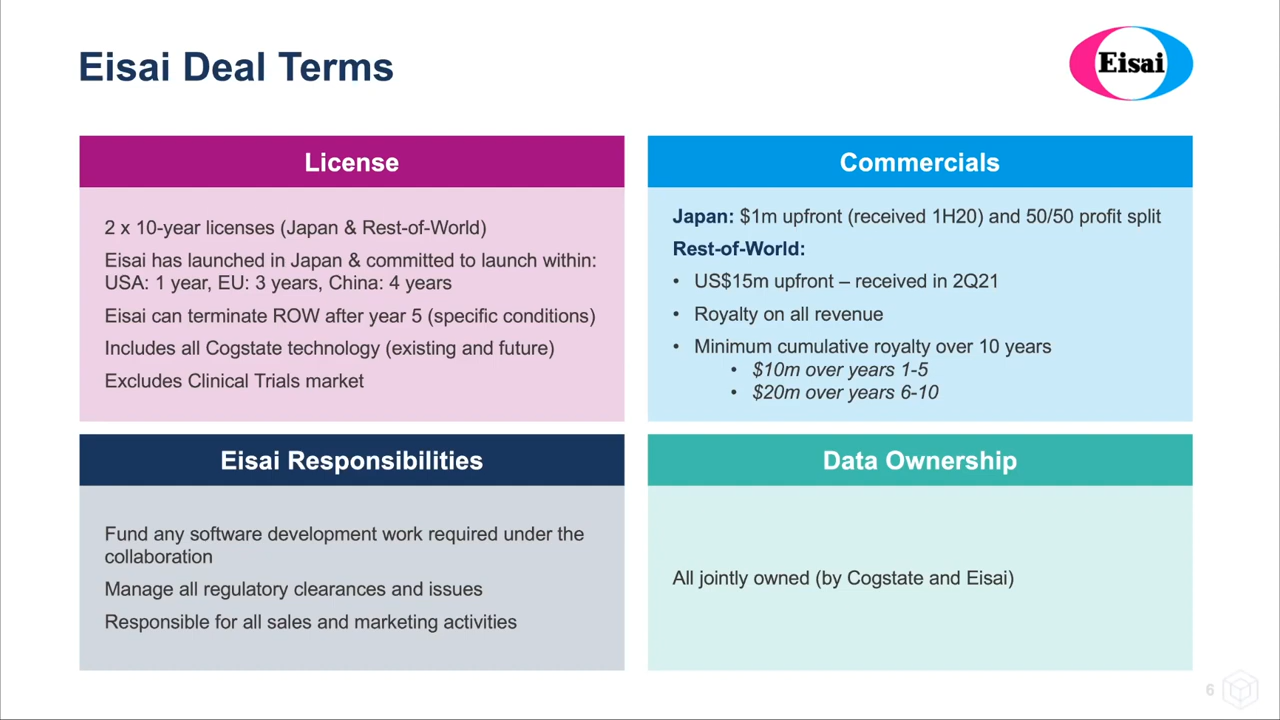 Eisai Deal Terms
Eisai
License
2 x 10-year licenses (Japan & Rest-of-World)
Eisai has launched in Japan & committed to launch within:
USA: 1 year, EU: 3 years, China: 4 years
Eisai can terminate ROW after year 5 (specific conditions)
Includes all Cogstate technology (existing and future)
Excludes Clinical Trials market
Commercials
Japan: $1m upfront (received 1H20) and 50/50 profit split
Rest-of-World:
• US$15m upfront – received in 2Q21
• Royalty on all revenue
• Minimum cumulative royalty over 10 years
• $10m over years 1-5
• $20m over years 6-10
Eisai Responsibilities
Fund any software development work required under the
collaboration
Manage all regulatory clearances and issues
Responsible for all sales and marketing activities
Data Ownership
All jointly owned (by Cogstate and Eisai)
6